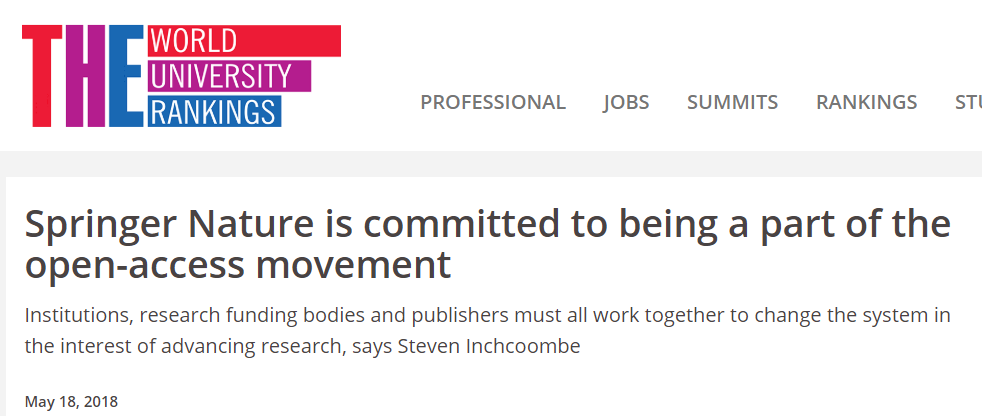 THE WORLD
UNIVERSITY
RANKINGS
PROFESSIONAL JOBS SUMMITS RANKINGS STU
Springer Nature is committed to being a part of the
open-access movement
Institutions, research funding bodies and publishers must all work together to change the system in
the interest of advancing research, says Steven Inchcoombe
May 18, 2018